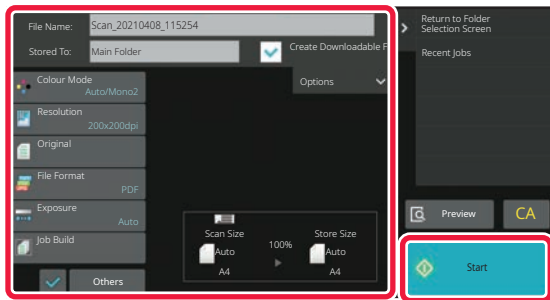 File Name:
Scan_20210408_115254
Stored To:
Main Folder
Create Downloadable F
Options
Colour Mode
Auto/Mono2
Resolution
200x200dpi
Original
File Format
PDF
Exposure
Auto
Job Build
Others
Scan Size
Auto
A4
100%
Store Size
Auto
A4
Return to Folder
Selection Screen
Recent Jobs
Preview
CA
Start